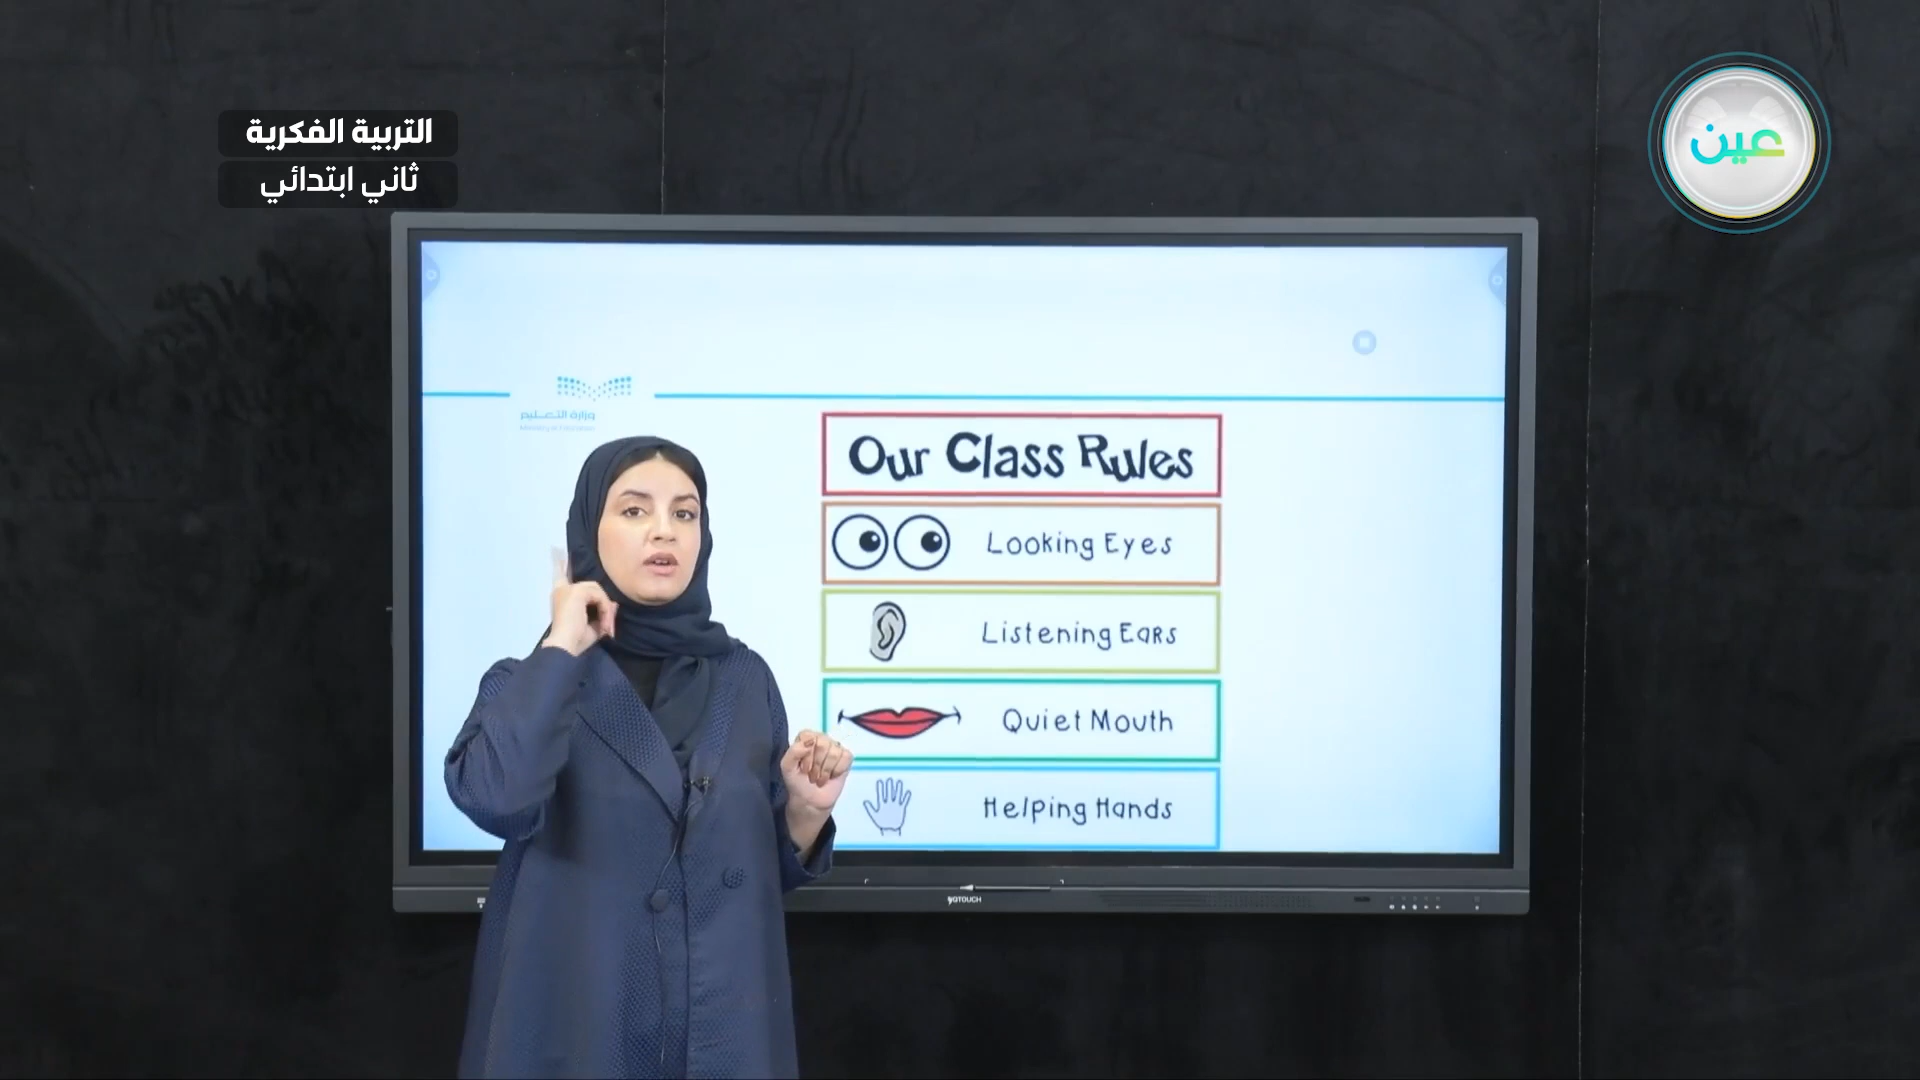 التربية الفكرية
ثاني ابتدائي
عين
وزارة التعليم
Our Class Rules
Looking Eyes
Listening Ears
Quiet Mouth
Helping Hands